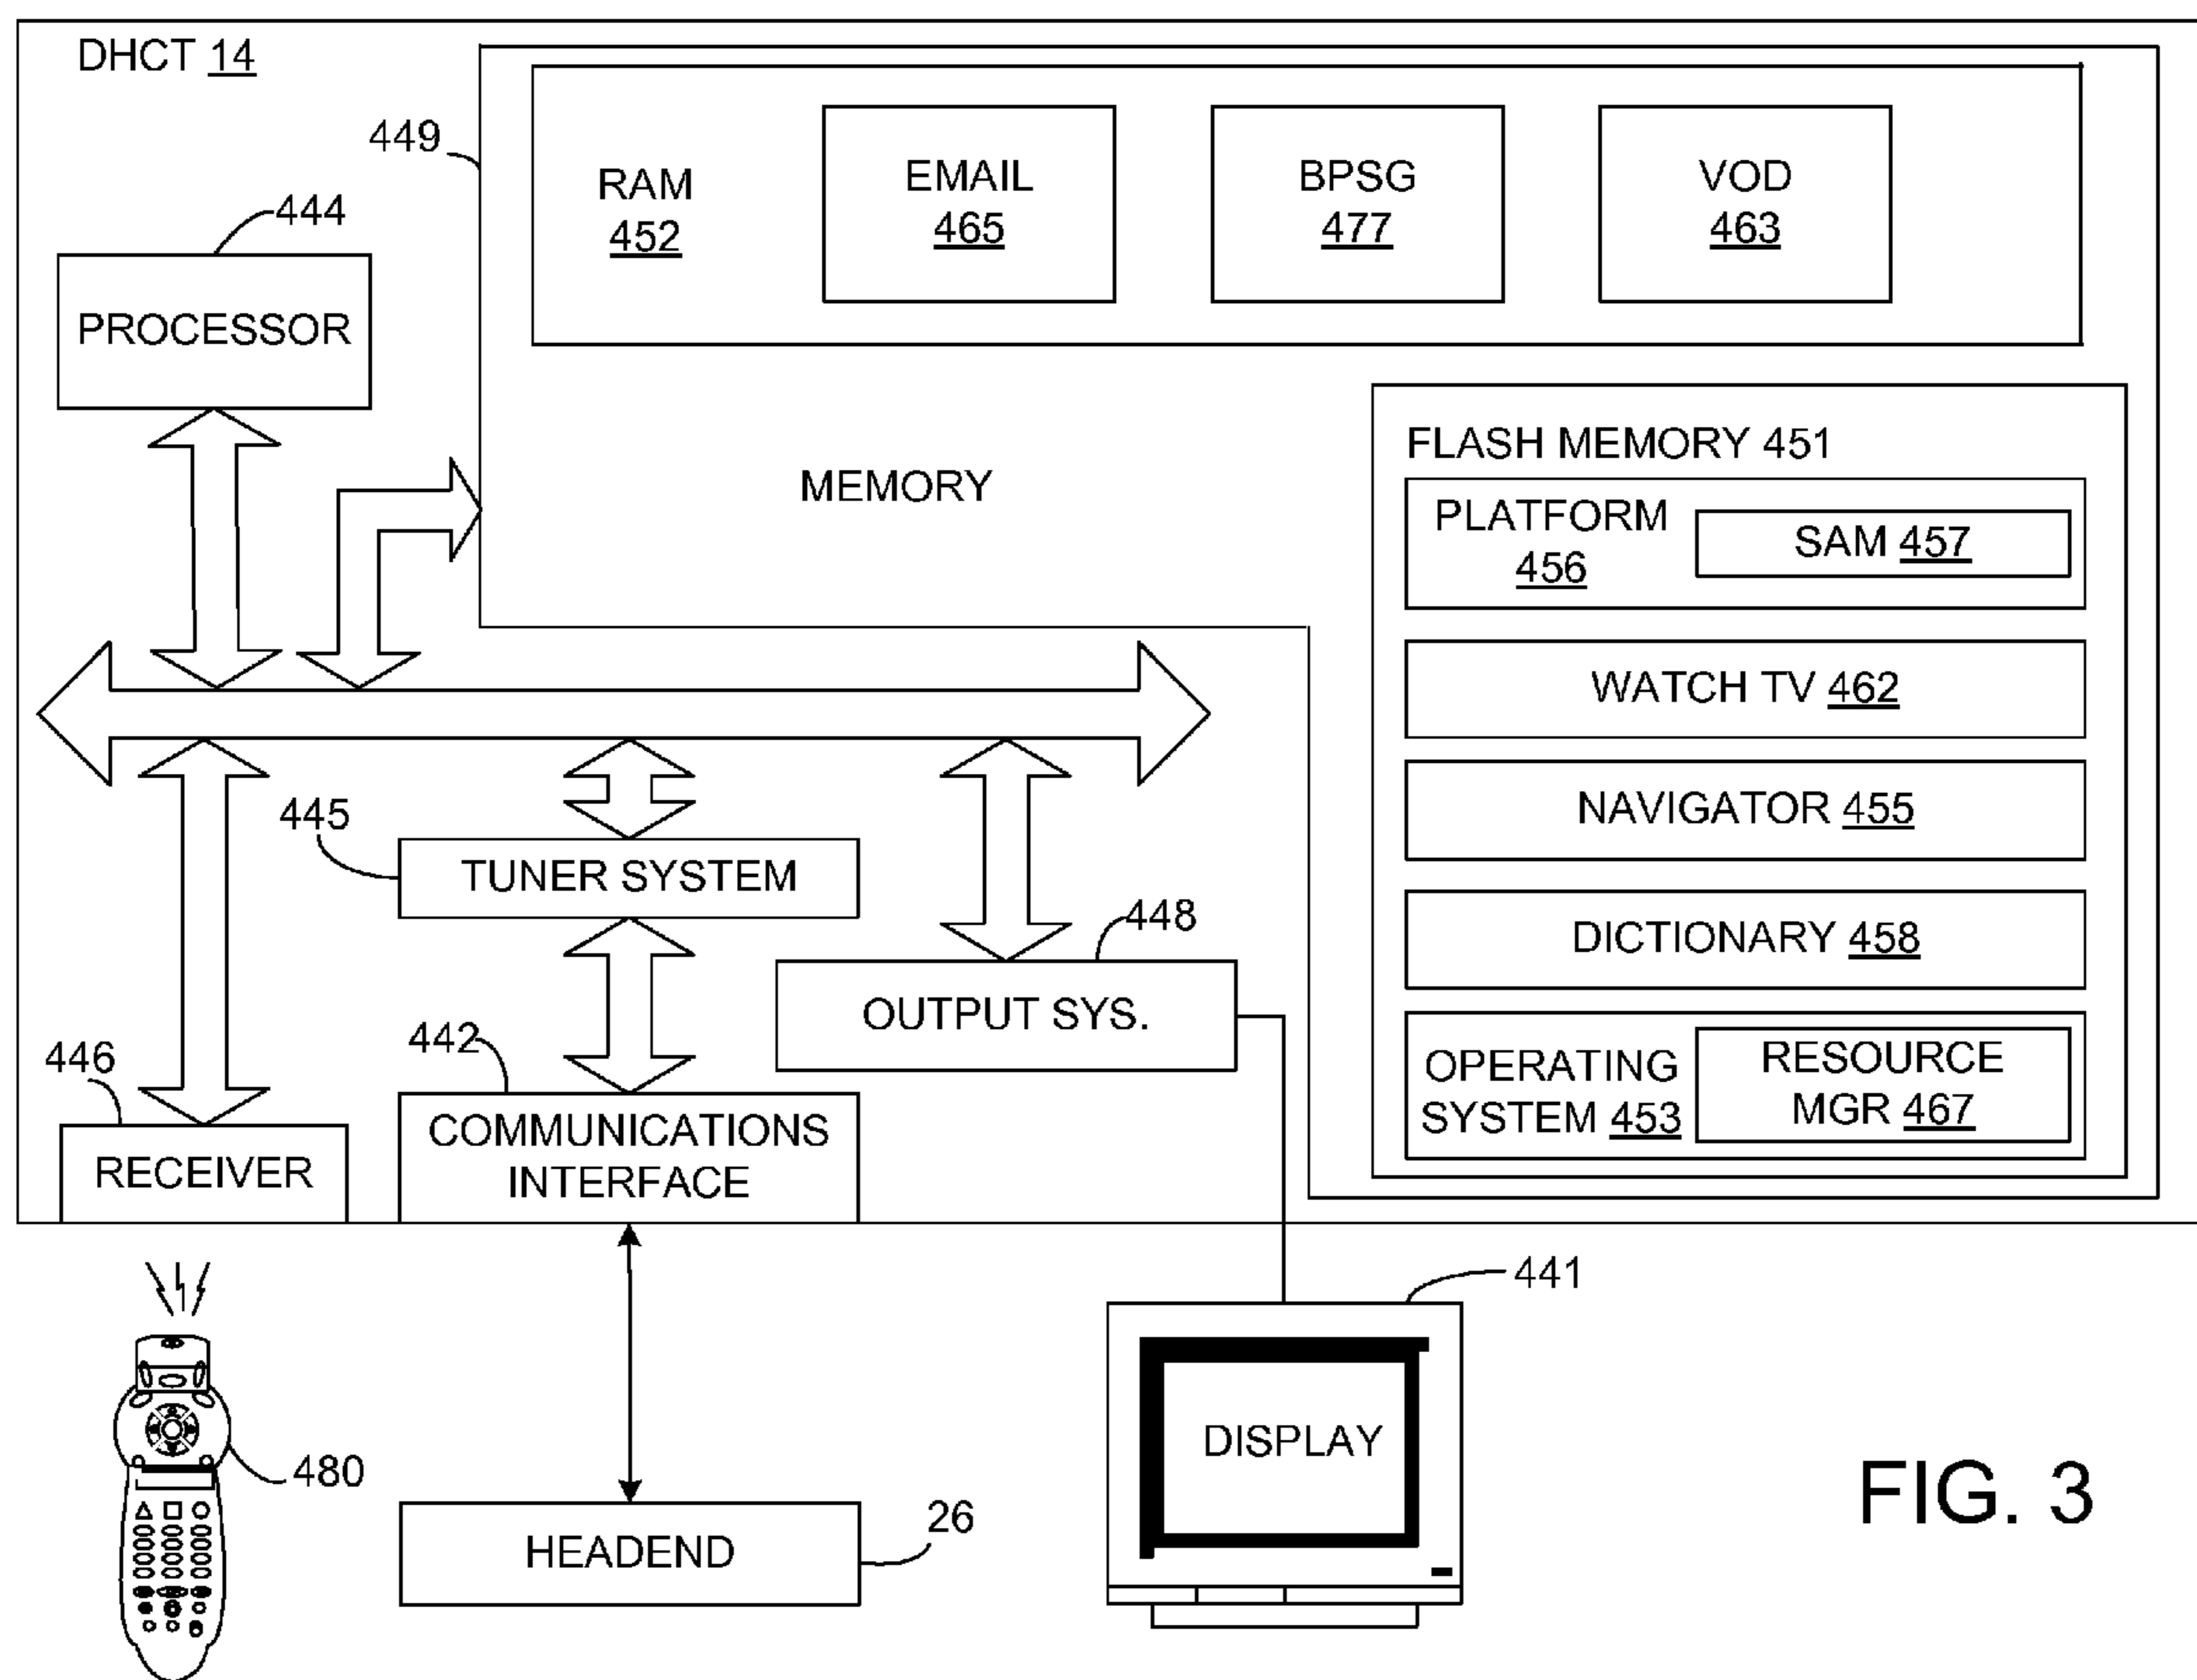 DHCT 14
449
RAM
452
EMAIL
465
BPSG
477
VOD
463
444
PROCESSOR
MEMORY
FLASH MEMORY 451
PLATFORM
456
SAM 457
WATCH TV 462
NAVIGATOR 455
DICTIONARY 458
OPERATING
SYSTEM 453
RESOURCE
MGR 467
445
TUNER SYSTEM
448
OUTPUT SYS.
442
COMMUNICATIONS
INTERFACE
446
RECEIVER
441
DISPLAY
480
26
HEADEND
FIG. 3